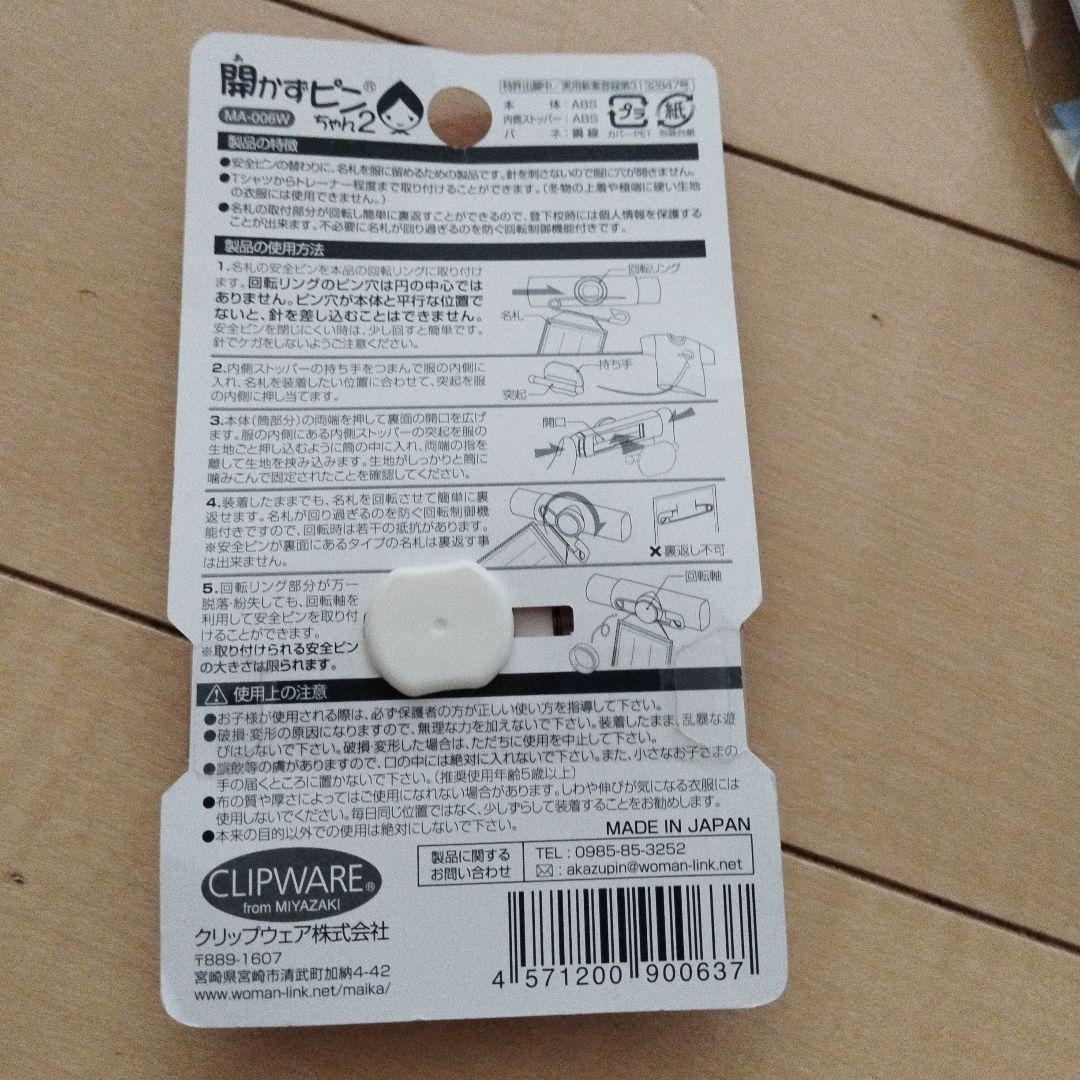 あ
開かずピン®
ちゃん2
MA-006W
特許出願中/実用新案登録第3132847号
本体:ABS
内側ストッパー:ABS
バネ:鋼線
プラ
カバー:PET
紙
包装台紙
製品の特徴
●安全ピンの替わりに、名札を服に留めるための製品です。針を刺さないので服に穴が開きません。
●Tシャツからトレーナー程度まで取り付けることができます。(冬物の上着や極端に硬い生地
の衣服には使用できません。)
●名札の取付部分が回転し簡単に裏返すことができるので、登下校時には個人情報を保護する
ことが出来ます。不必要に名札が回り過ぎるのを防ぐ回転制御機能付きです。
製品の使用方法
1.名札の安全ピンを本品の回転リングに取り付け
ます。回転リングのピン穴は円の中心では
ありません。ピン穴が本体と平行な位置で
ないと、針を差し込むことはできません。
安全ピンを閉じにくい時は、少し回すと簡単です。
針でケガをしないようご注意ください。
回転リング
名札
2.内側ストッパーの持ち手をつまんで服の内側に
入れ、名札を装着したい位置に合わせて、突起を服
の内側に押し当てます。
持ち手
突起
3.本体(筒部分)の両端を押して裏面の開口を広げ
ます。服の内側にある内側ストッパーの突起を服の
生地ごと押し込むように筒の中に入れ、両端の指を
離して生地を挟み込みます。生地がしっかりと筒に
噛みこんで固定されたことを確認してください。
開口
4.装着したままでも、名札を回転させて簡単に裏
返せます。名札が回り過ぎるのを防ぐ回転制御機
能付きですので、回転時は若干の抵抗があります。
※安全ピンが裏面にあるタイプの名札は裏返す事
は出来ません。
×裏返し不可
5.回転リング部分が万一
脱落・紛失しても、回転軸を
利用して安全ピンを取り付
けることができます。
※取り付けられる安全ピン
の大きさは限られます。
回転軸
使用上の注意
●お子様が使用される際は、必ず保護者の方が正しい使い方を指導して下さい。
●破損・変形の原因になりますので、無理な力を加えないで下さい。装着したまま、乱暴な遊
びはしないで下さい。破損・変形した場合は、ただちに使用を中止して下さい。
●誤飲等の虞がありますので、口の中には絶対に入れないで下さい。また、小さなお子さまの
手の届くところに置かないで下さい。(推奨使用年齢5歳以上)
●布の質や厚さによってはご使用になれない場合があります。しわや伸びが気になる衣服には
使用しないでください。毎日同じ位置ではなく、少しずらして装着することをお勧めします。
●本来の目的以外での使用は絶対にしないで下さい。
MADE IN JAPAN
CLIPWARE®
from MIYAZAKI
製品に関する
お問い合わせ
TEL : 0985-85-3252
✉ : akazupin@woman-link.net
クリップウェア株式会社
〒889-1607
宮崎県宮崎市清武町加納4-42
www.woman-link.net/maika/
4 571200 900637